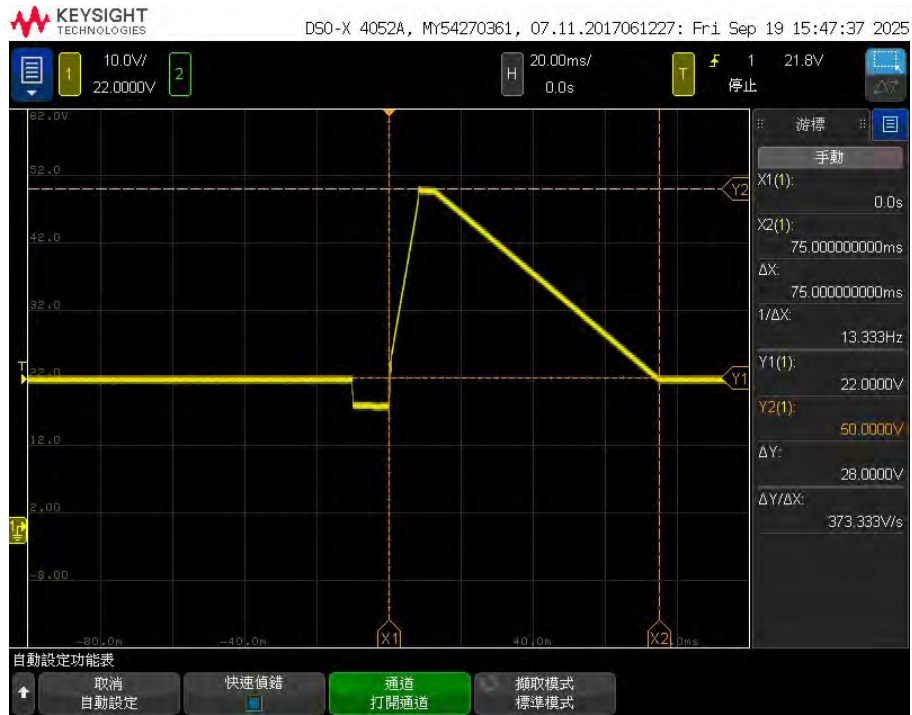 KEYSIGHT
TECHNOLOGIES
DSO-X 4052A, MY54270361, 07.11.2017061227: Fri Sep 19 15:47:37 2025
1
10.0V/
22.0000V
2
H
20.00ms/
0.0s
T
1
21.8V
停止
62.0V
52.0
42.0
32.0
22.0
12.0
2.00
-8.00
T
Y2
Y1
-80.0m
-40.0m
X1
40.0m
X2
0ms
游標
手動
X1(1):
0.0s
X2(1):
75.000000000ms
ΔX:
75.000000000ms
1/ΔX:
13.333Hz
Y1(1):
22.0000V
Y2(1):
50.0000V
ΔY:
28.0000V
ΔY/ΔX:
373.333V/s
自動設定功能表
取消
自動設定
快速偵錯
通道
打開通道
擷取模式
標準模式